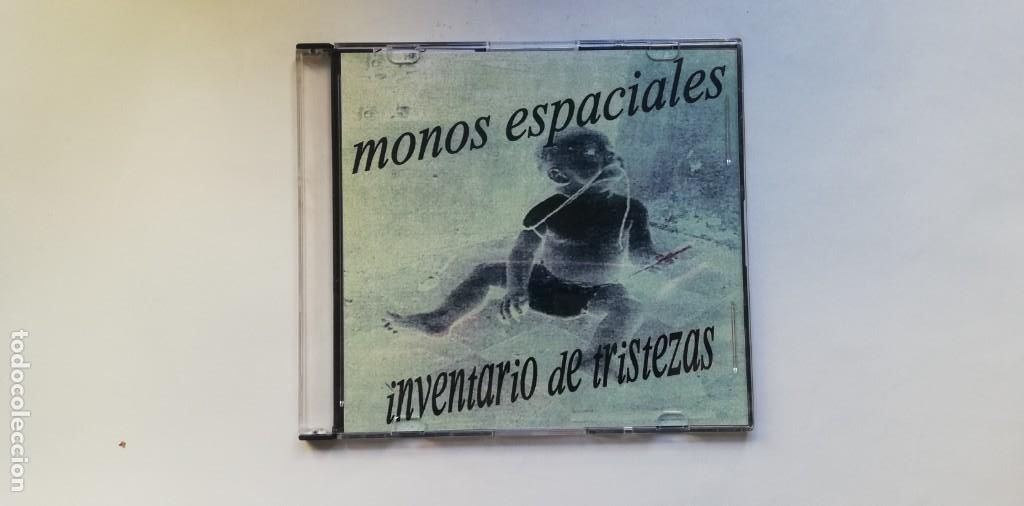 monos espaciales
inventario de tristezas
todocoleccion